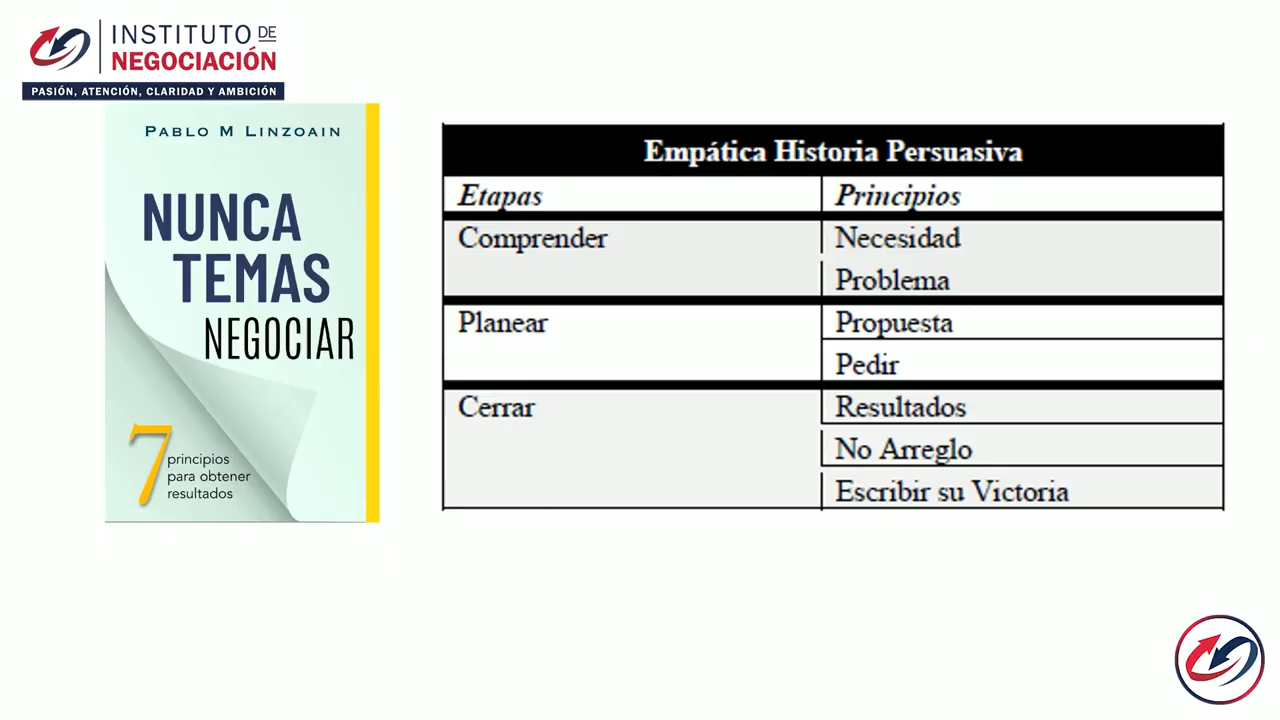 INSTITUTO DE
NEGOCIACIÓN
PASIÓN, ATENCIÓN, CLARIDAD Y AMBICIÓN
PABLO M LINZOAIN
NUNCA
TEMAS
NEGOCIAR
7 principios
para obtener
resultados
Empática Historia Persuasiva
Etapas Principios
Comprender Necesidad
Problema
Planear Propuesta
Pedir
Cerrar Resultados
No Arreglo
Escribir su Victoria